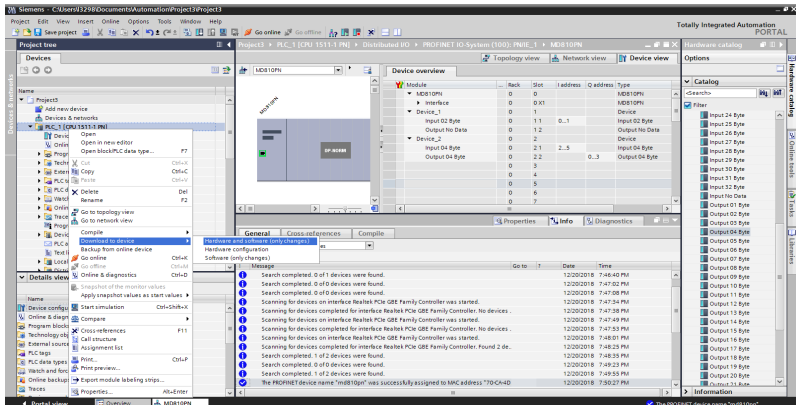 Siemens - C:\Users\3298\Documents\Automation\Project3\Project3
Project Edit View Insert Online Options Tools Window Help
Totally Integrated Automation
PORTAL
Save project
Go online
Go offline
Project tree
Project3 ▸ PLC_1 [CPU 1511-1 PN] ▸ Distributed I/O ▸ PROFINET IO-System (100): PN/IE_1 ▸ MD810PN
Hardware catalog
Devices
Topology view
Network view
Device view
Options
MD810PN
Device overview
Module ... Rack Slot I address Q address Type
MD810PN 0 0 MD810PN
Interface 0 0 X1 MD810PN
Device_1 0 1 Device
Input 02 Byte 0 1 1 0...1 Input 02 Byte
Output No Data 0 1 2 Output No Data
Device_2 0 2 Device
Input 04 Byte 0 2 1 2...5 Input 04 Byte
Output 04 Byte 0 2 2 0...3 Output 04 Byte
0 3
0 4
0 5
0 6
0 7
MD810PN
DP-NORM
Name
Project3
Add new device
Devices & networks
PLC_1 [CPU 1511-1 PN]
Open
Open in new editor
Open block/PLC data type... F7
Cut Ctrl+X
Copy Ctrl+C
Paste Ctrl+V
Delete Del
Rename F2
Go to topology view
Go to network view
Compile
Download to device
Backup from online device
Go online Ctrl+K
Go offline Ctrl+M
Online & diagnostics Ctrl+D
Snapshot of the monitor values
Apply snapshot values as start values
Start simulation Ctrl+Shift+X
Compare
Cross-references F11
Call structure
Assignment list
Print... Ctrl+P
Print preview...
Export module labeling strips...
Properties... Alt+Enter
Hardware and software (only changes)
Hardware configuration
Software (only changes)
Details view
Name
Device configu
Online & diagn
Program block
Technology obj
External source
PLC tags
PLC data types
Watch and forc
Online backups
Traces
Properties
Info
Diagnostics
General Cross-references Compile
Message Go to ? Date Time
Search completed. 0 of 1 devices were found. 12/20/2018 7:46:40 PM
Search completed. 0 of 0 devices were found. 12/20/2018 7:47:02 PM
Search completed. 0 of 0 devices were found. 12/20/2018 7:47:08 PM
Scanning for devices on interface Realtek PCIe GBE Family Controller was started. 12/20/2018 7:47:34 PM
Scanning for devices completed for interface Realtek PCIe GBE Family Controller. No devices . 12/20/2018 7:47:38 PM
Scanning for devices on interface Realtek PCIe GBE Family Controller was started. 12/20/2018 7:47:49 PM
Scanning for devices completed for interface Realtek PCIe GBE Family Controller. No devices . 12/20/2018 7:47:53 PM
Scanning for devices on interface Realtek PCIe GBE Family Controller was started. 12/20/2018 7:48:01 PM
Scanning for devices completed for interface Realtek PCIe GBE Family Controller. Found 2 de.. 12/20/2018 7:48:25 PM
Search completed. 1 of 2 devices were found. 12/20/2018 7:48:35 PM
Search completed. 0 of 0 devices were found. 12/20/2018 7:49:23 PM
Search completed. 1 of 2 devices were found. 12/20/2018 7:49:55 PM
The PROFINET device name "md810pn" was successfully assigned to MAC address "70-CA-4D 12/20/2018 7:50:27 PM
Catalog
<Search>
Filter
Input 24 Byte
Input 25 Byte
Input 26 Byte
Input 27 Byte
Input 28 Byte
Input 29 Byte
Input 30 Byte
Input 31 Byte
Input 32 Byte
Input No Data
Output 01 Byte
Output 02 Byte
Output 03 Byte
Output 04 Byte
Output 05 Byte
Output 06 Byte
Output 07 Byte
Output 08 Byte
Output 09 Byte
Output 10 Byte
Output 11 Byte
Output 12 Byte
Output 13 Byte
Output 14 Byte
Output 15 Byte
Output 16 Byte
Output 17 Byte
Output 18 Byte
Output 19 Byte
Output 20 Byte
Output 21 Byte
Information
Hardware catalog
Online tools
Tasks
Libraries
Devices & networks
Portal view
Overview
MD810PN
The PROFINET device name "md810pn"